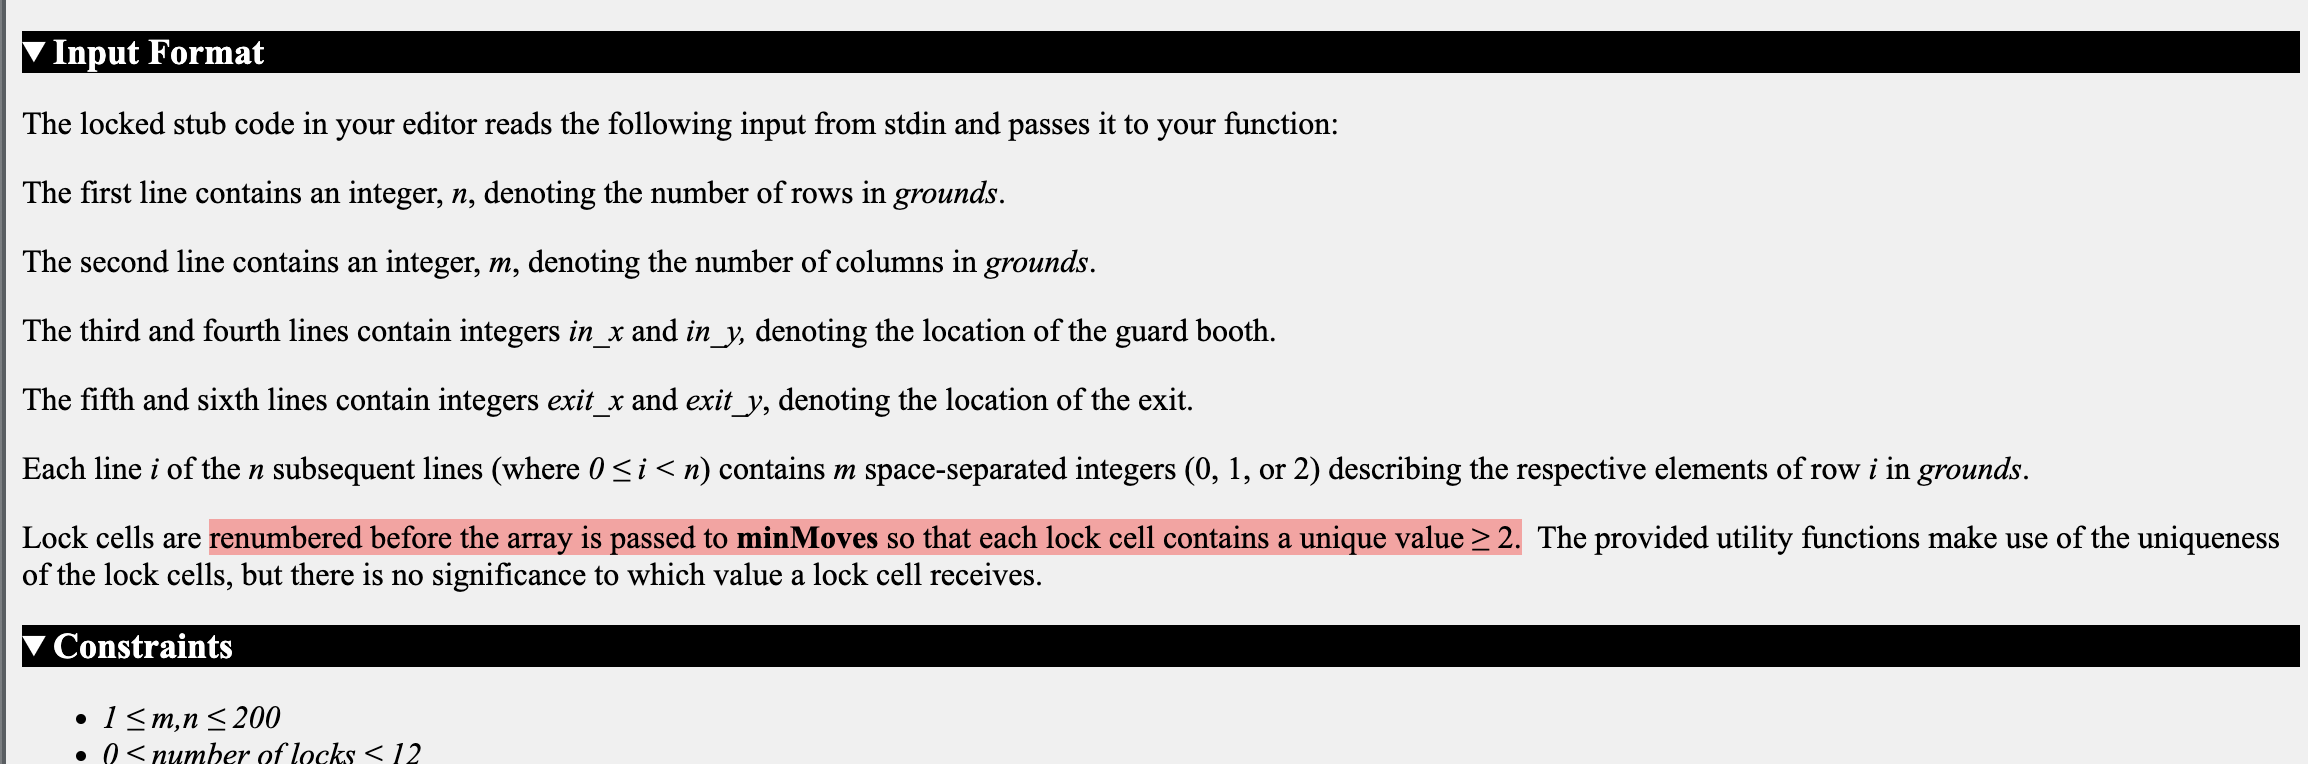 ▼ Input Format
The locked stub code in your editor reads the following input from stdin and passes it to your function:
The first line contains an integer, n, denoting the number of rows in grounds.
The second line contains an integer, m, denoting the number of columns in grounds.
The third and fourth lines contain integers in_x and in_y, denoting the location of the guard booth.
The fifth and sixth lines contain integers exit_x and exit_y, denoting the location of the exit.
Each line i of the n subsequent lines (where 0 ≤ i < n) contains m space-separated integers (0, 1, or 2) describing the respective elements of row i in grounds.
Lock cells are renumbered before the array is passed to minMoves so that each lock cell contains a unique value ≥ 2. The provided utility functions make use of the uniqueness
of the lock cells, but there is no significance to which value a lock cell receives.
▼ Constraints
• 1 ≤ m,n ≤ 200
• 0 < number of locks < 12